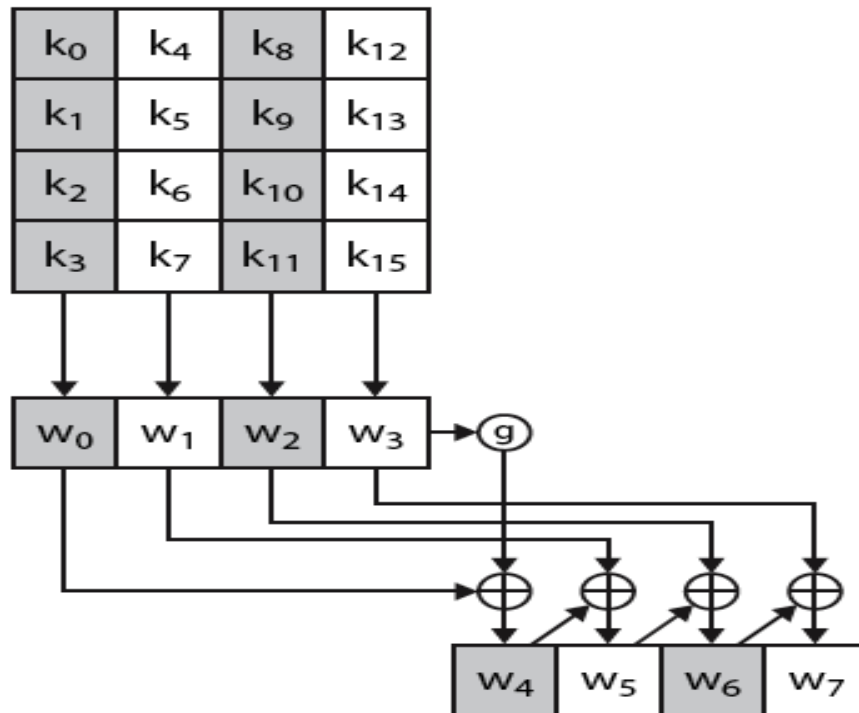 k₀ k₄ k₈ k₁₂
k₁ k₅ k₉ k₁₃
k₂ k₆ k₁₀ k₁₄
k₃ k₇ k₁₁ k₁₅
w₀ w₁ w₂ w₃ g
w₄ w₅ w₆ w₇